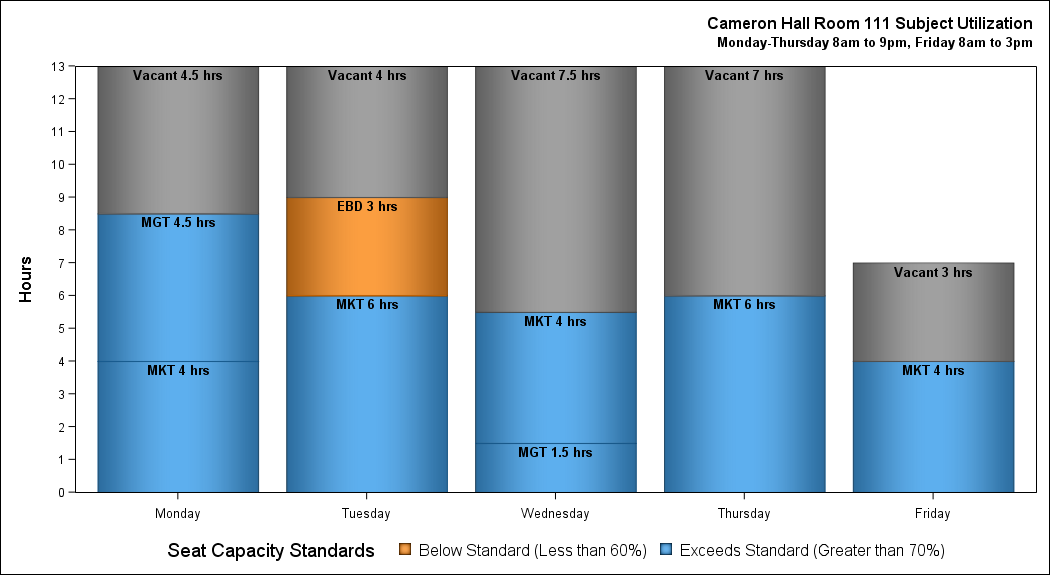 Cameron Hall Room 111 Subject Utilization
Monday-Thursday 8am to 9pm, Friday 8am to 3pm
Hours
13
12
11
10
9
8
7
6
5
4
3
2
1
0
Vacant 4.5 hrs
MGT 4.5 hrs
MKT 4 hrs
Vacant 4 hrs
EBD 3 hrs
MKT 6 hrs
Vacant 7.5 hrs
MKT 4 hrs
MGT 1.5 hrs
Vacant 7 hrs
MKT 6 hrs
Vacant 3 hrs
MKT 4 hrs
Monday Tuesday Wednesday Thursday Friday
Seat Capacity Standards Below Standard (Less than 60%) Exceeds Standard (Greater than 70%)